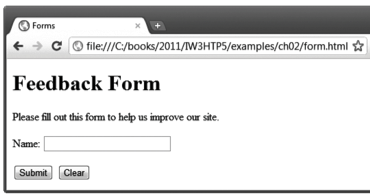 Forms
file:///C:/books/2011/IW3HTP5/examples/ch02/form.html
Feedback Form
Please fill out this form to help us improve our site.
Name:
Submit Clear